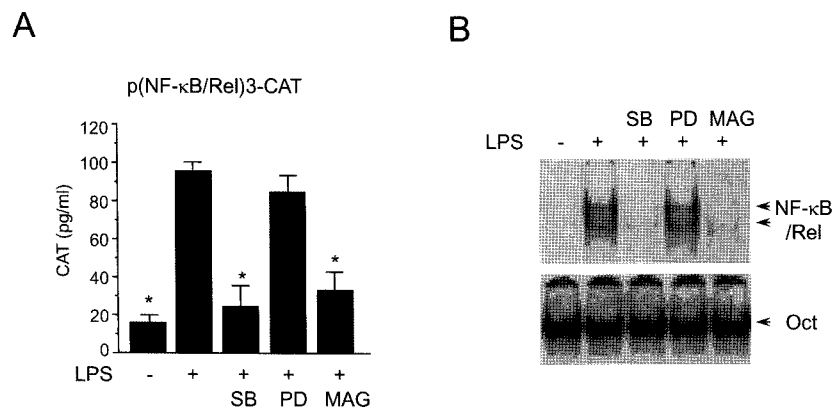 A
p(NF-κB/Rel)3-CAT
CAT (pg/ml)
120
100
80
60
40
20
0
*
*
*
LPS - + + + +
SB PD MAG
B
SB PD MAG
LPS - + + + +
NF-κB
/Rel
Oct